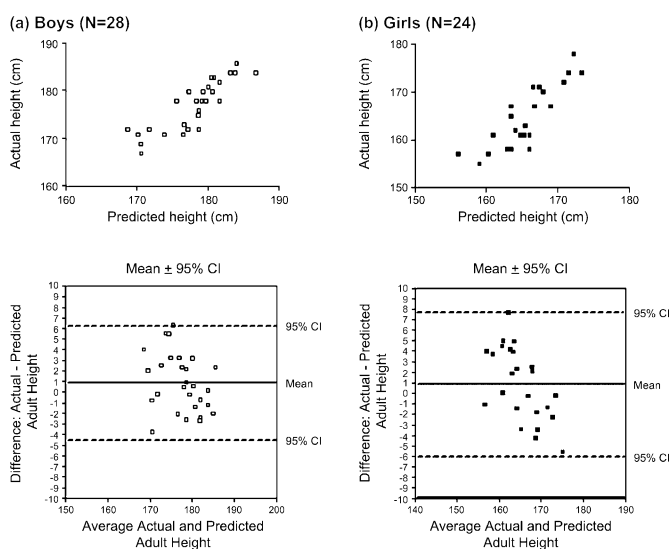 (a) Boys (N=28)
190
180
170
160
Actual height (cm)
160 170 180 190
Predicted height (cm)
(b) Girls (N=24)
180
170
160
150
Actual height (cm)
150 160 170 180
Predicted height (cm)
Mean ± 95% CI
Difference: Actual - Predicted
Adult Height
10
9
8
7
6
5
4
3
2
1
0
-1
-2
-3
-4
-5
-6
-7
-8
-9
-10
95% CI
Mean
95% CI
150 160 170 180 190 200
Average Actual and Predicted
Adult Height
Mean ± 95% CI
Difference: Actual - Predicted
Adult Height
10
9
8
7
6
5
4
3
2
1
0
-1
-2
-3
-4
-5
-6
-7
-8
-9
-10
95% CI
Mean
95% CI
140 150 160 170 180 190
Average Actual and Predicted
Adult Height